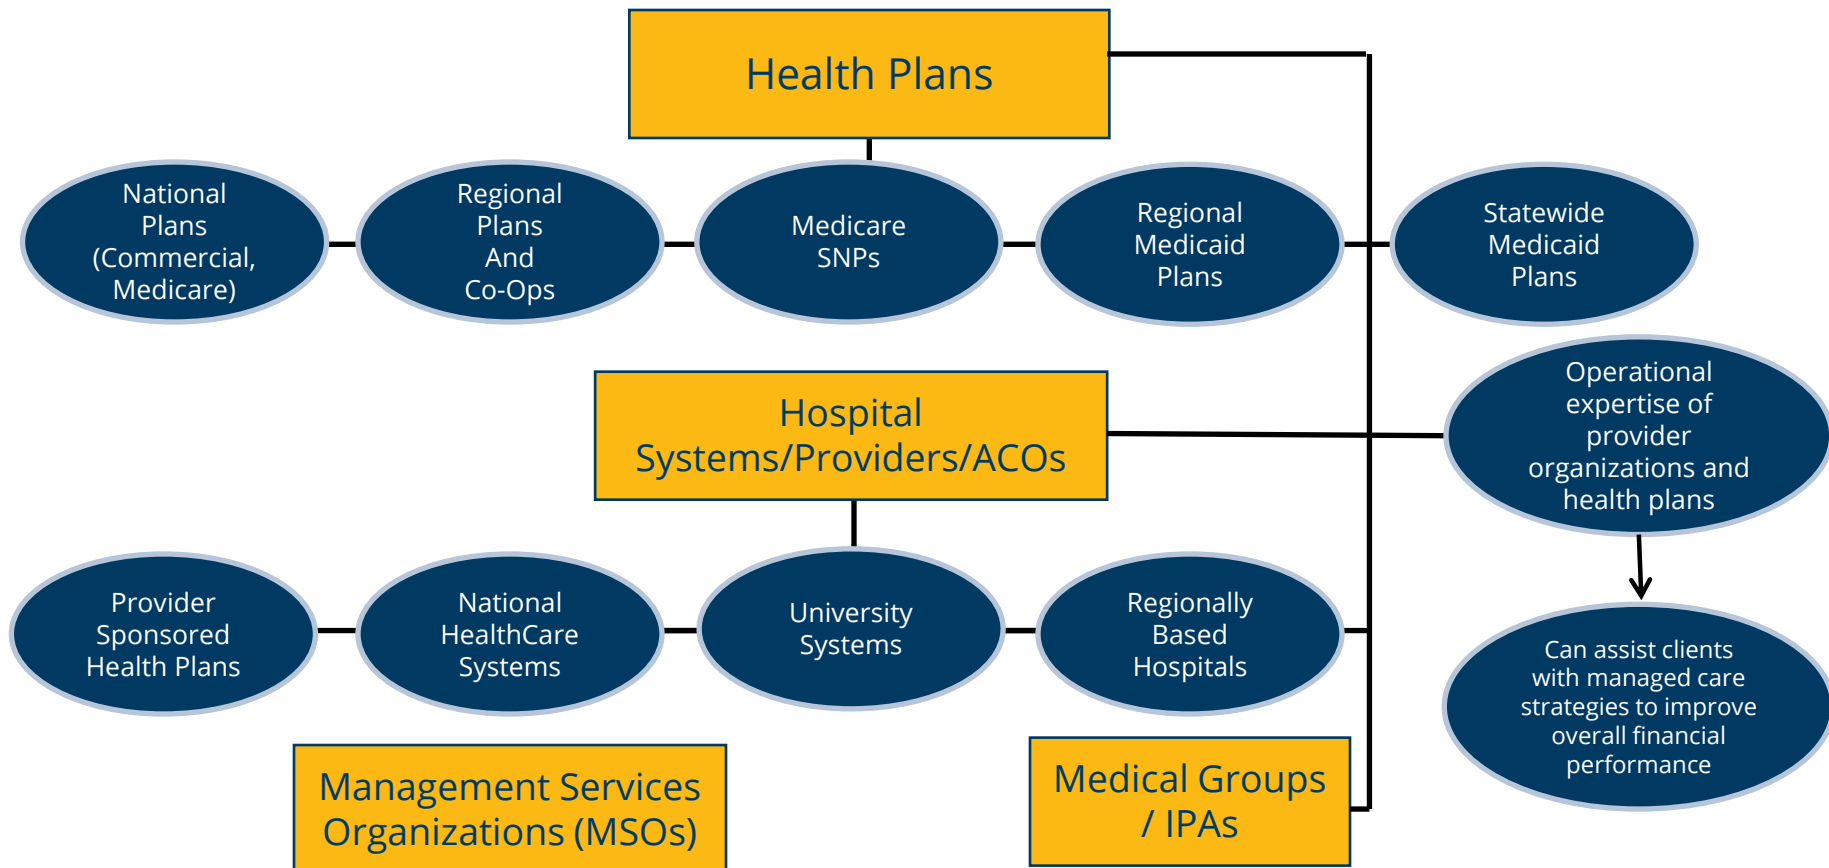 Health Plans
National
Plans
(Commercial,
Medicare)
Regional
Plans
And
Co-Ops
Medicare
SNPs
Regional
Medicaid
Plans
Statewide
Medicaid
Plans
Hospital
Systems/Providers/ACOs
Operational
expertise of
provider
organizations and
health plans
Provider
Sponsored
Health Plans
National
HealthCare
Systems
University
Systems
Regionally
Based
Hospitals
Can assist clients
with managed care
strategies to improve
overall financial
performance
Management Services
Organizations (MSOs)
Medical Groups
/ IPAs